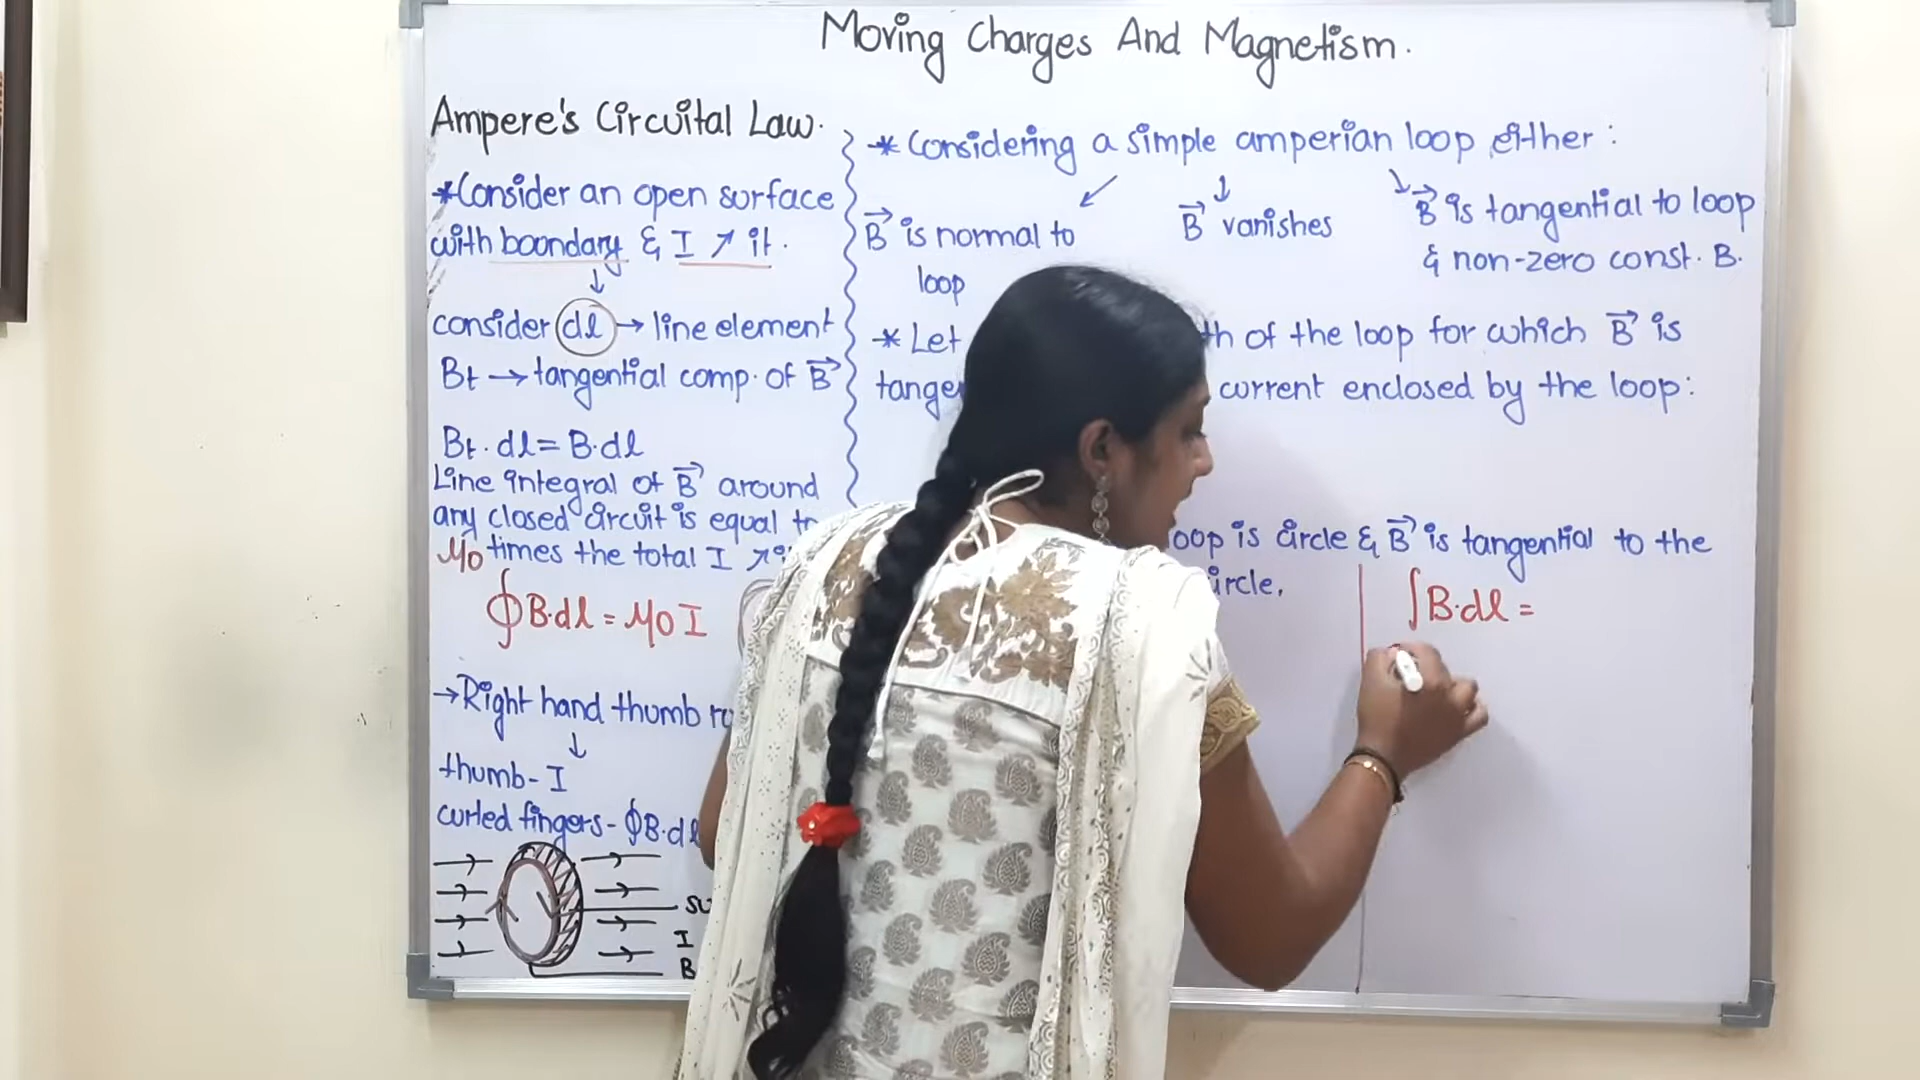 Moving Charges And Magnetism.
Ampere's Circuital Law.
*Consider an open surface
with boundary & I ↗ it.
↓
consider dl → line element
Bt → tangential comp. of B⃗
Bt . dl = B.dl
Line integral of B⃗ around
any closed circuit is equal
μo times the total I ↗
∮B.dl = μo I
→ Right hand thumb
↓
thumb - I
curled fingers - ∮B.dl
I
B
* Considering a simple amperian loop either :
↙ ↓ ↘
B⃗ is normal to
loop
B⃗ vanishes
B⃗ is tangential to loop
& non-zero const. B.
* Let of the loop for which B⃗ is
current enclosed by the loop:
is circle & B⃗ is tangential to the
∫B.dl =